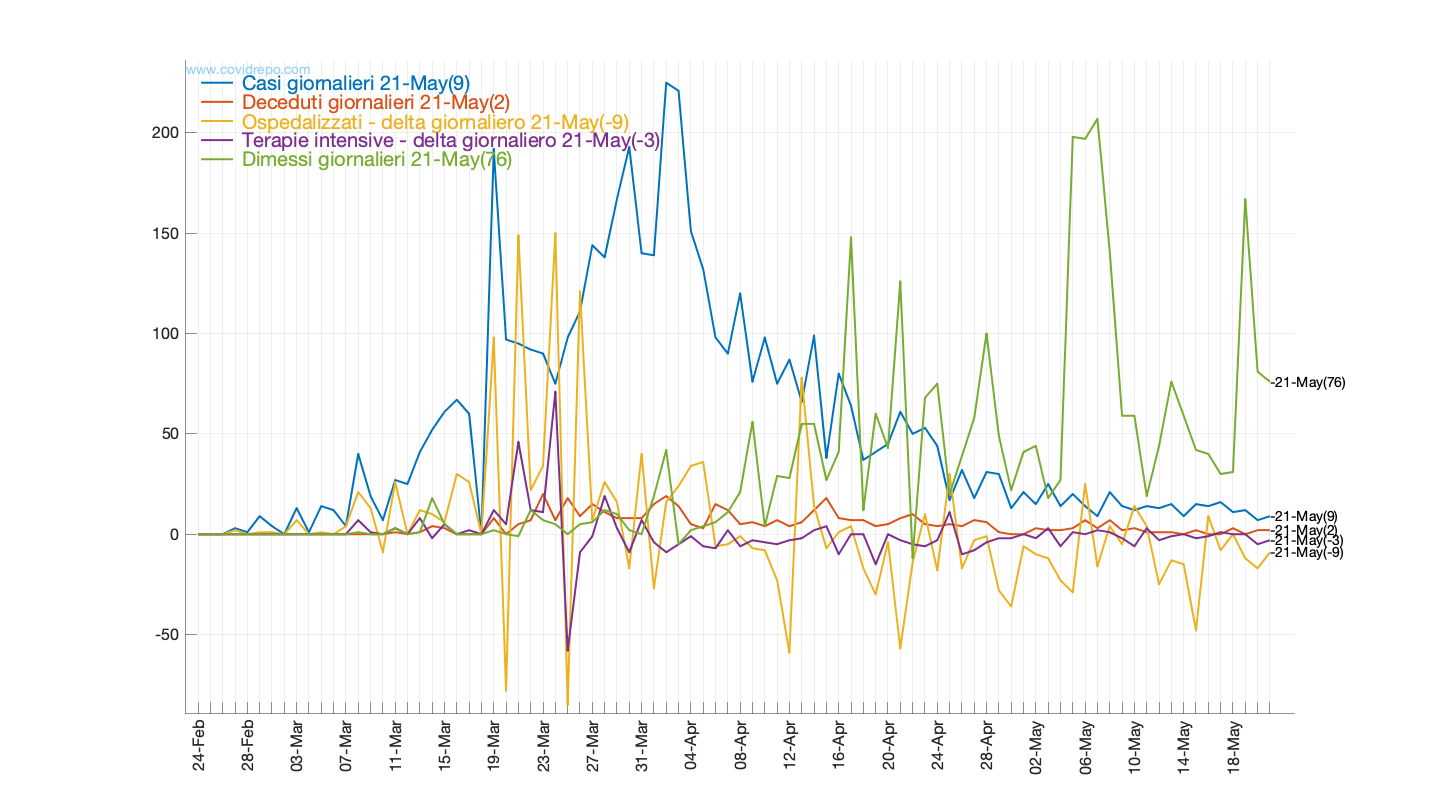 www.covidrepo.com
Casi giornalieri 21-May(9)
Deceduti giornalieri 21-May(2)
Ospedalizzati - delta giornaliero 21-May(-9)
Terapie intensive - delta giornaliero 21-May(-3)
Dimessi giornalieri 21-May(76)
200
150
100
50
0
-50
-21-May(76)
-21-May(9)
-21-May(2)
-21-May(-3)
-21-May(-9)
24-Feb
28-Feb
03-Mar
07-Mar
11-Mar
15-Mar
19-Mar
23-Mar
27-Mar
31-Mar
04-Apr
08-Apr
12-Apr
16-Apr
20-Apr
24-Apr
28-Apr
02-May
06-May
10-May
14-May
18-May